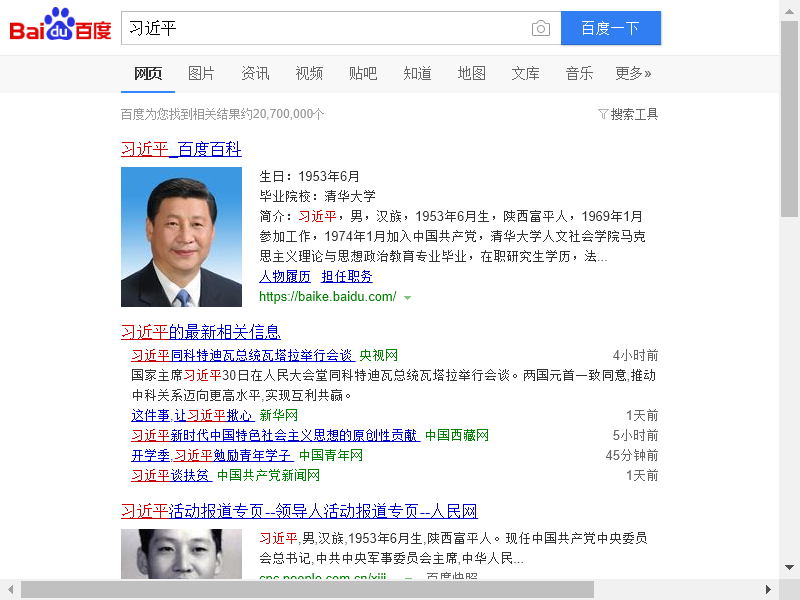 Bai du 百度 习近平 百度一下
网页 图片 资讯 视频 贴吧 知道 地图 文库 音乐 更多»
百度为您找到相关结果约20,700,000个 搜索工具
习近平_百度百科
生日：1953年6月
毕业院校：清华大学
简介：习近平，男，汉族，1953年6月生，陕西富平人，1969年1月
参加工作，1974年1月加入中国共产党，清华大学人文社会学院马克
思主义理论与思想政治教育专业毕业，在职研究生学历，法...
人物履历 担任职务
https://baike.baidu.com/
习近平的最新相关信息
习近平同科特迪瓦总统瓦塔拉举行会谈 央视网 4小时前
国家主席习近平30日在人民大会堂同科特迪瓦总统瓦塔拉举行会谈。两国元首一致同意,推动
中科关系迈向更高水平,实现互利共赢。
这件事,让习近平揪心 新华网 1天前
习近平新时代中国特色社会主义思想的原创性贡献 中国西藏网 5小时前
开学季,习近平勉励青年学子 中国青年网 45分钟前
习近平谈扶贫 中国共产党新闻网 1天前
习近平活动报道专页--领导人活动报道专页--人民网
习近平,男,汉族,1953年6月生,陕西富平人。现任中国共产党中央委员
会总书记,中共中央军事委员会主席,中华人民...
cpc.people.com.cn/xiji... 百度快照